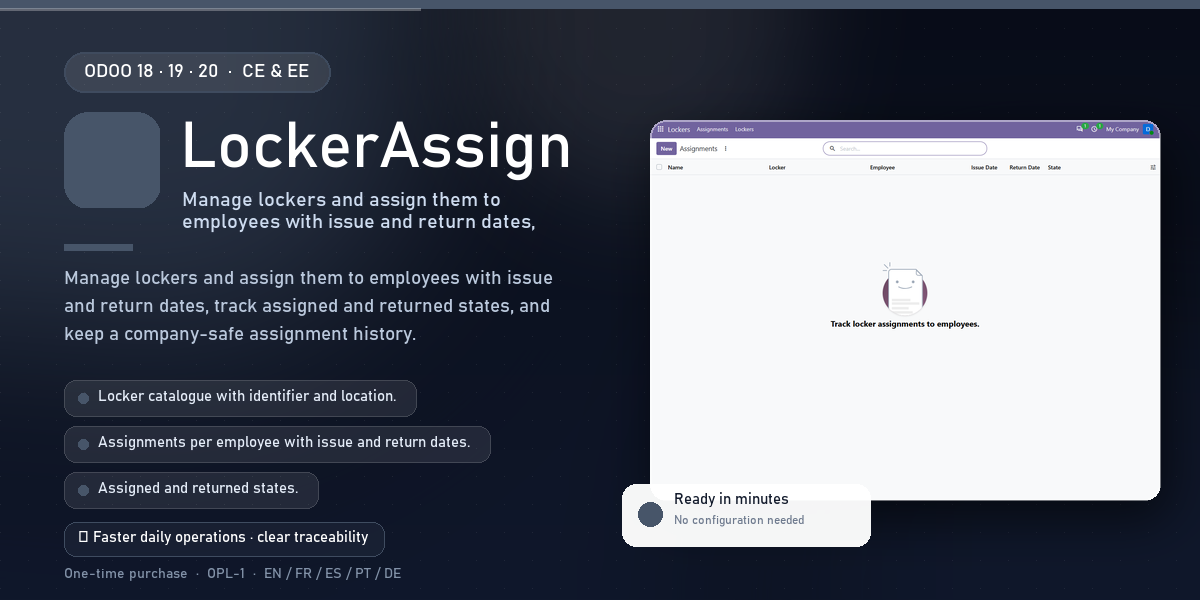 ODOO 18 · 19 · 20 · CE & EE
LockerAssign
Manage lockers and assign them to
employees with issue and return dates,
Manage lockers and assign them to employees with issue
and return dates, track assigned and returned states, and
keep a company-safe assignment history.
Locker catalogue with identifier and location.
Assignments per employee with issue and return dates.
Assigned and returned states.
Faster daily operations · clear traceability
One-time purchase · OPL-1 · EN / FR / ES / PT / DE
Lockers Assignments Lockers My Company D
New Assignments Search...
Name Locker Employee Issue Date Return Date State
Track locker assignments to employees.
Ready in minutes
No configuration needed